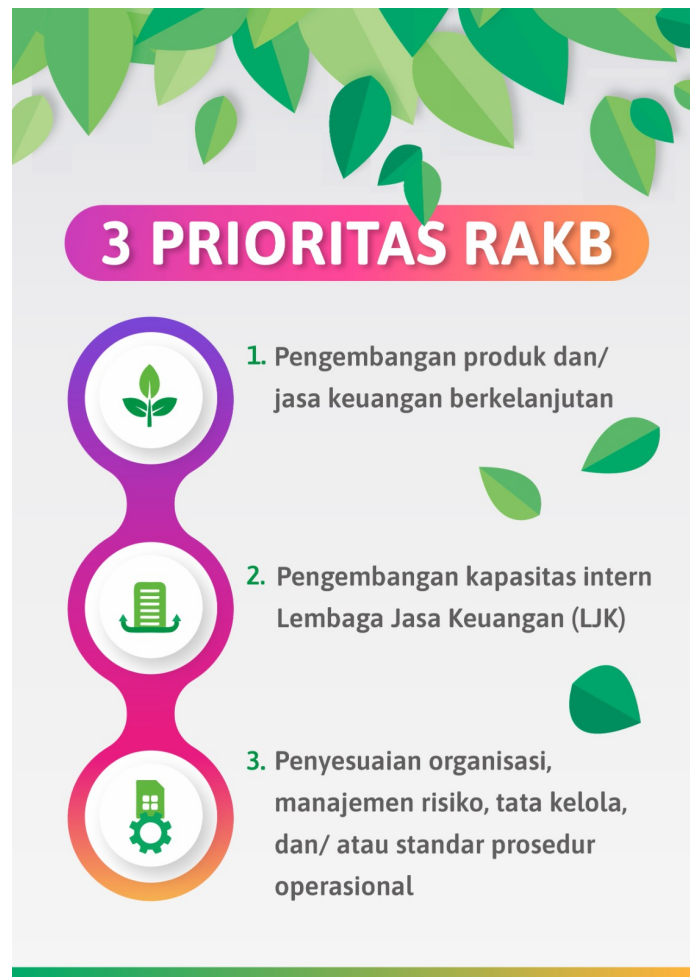 3 PRIORITAS RAKB
1. Pengembangan produk dan/
jasa keuangan berkelanjutan
2. Pengembangan kapasitas intern
Lembaga Jasa Keuangan (LJK)
3. Penyesuaian organisasi,
manajemen risiko, tata kelola,
dan/ atau standar prosedur
operasional